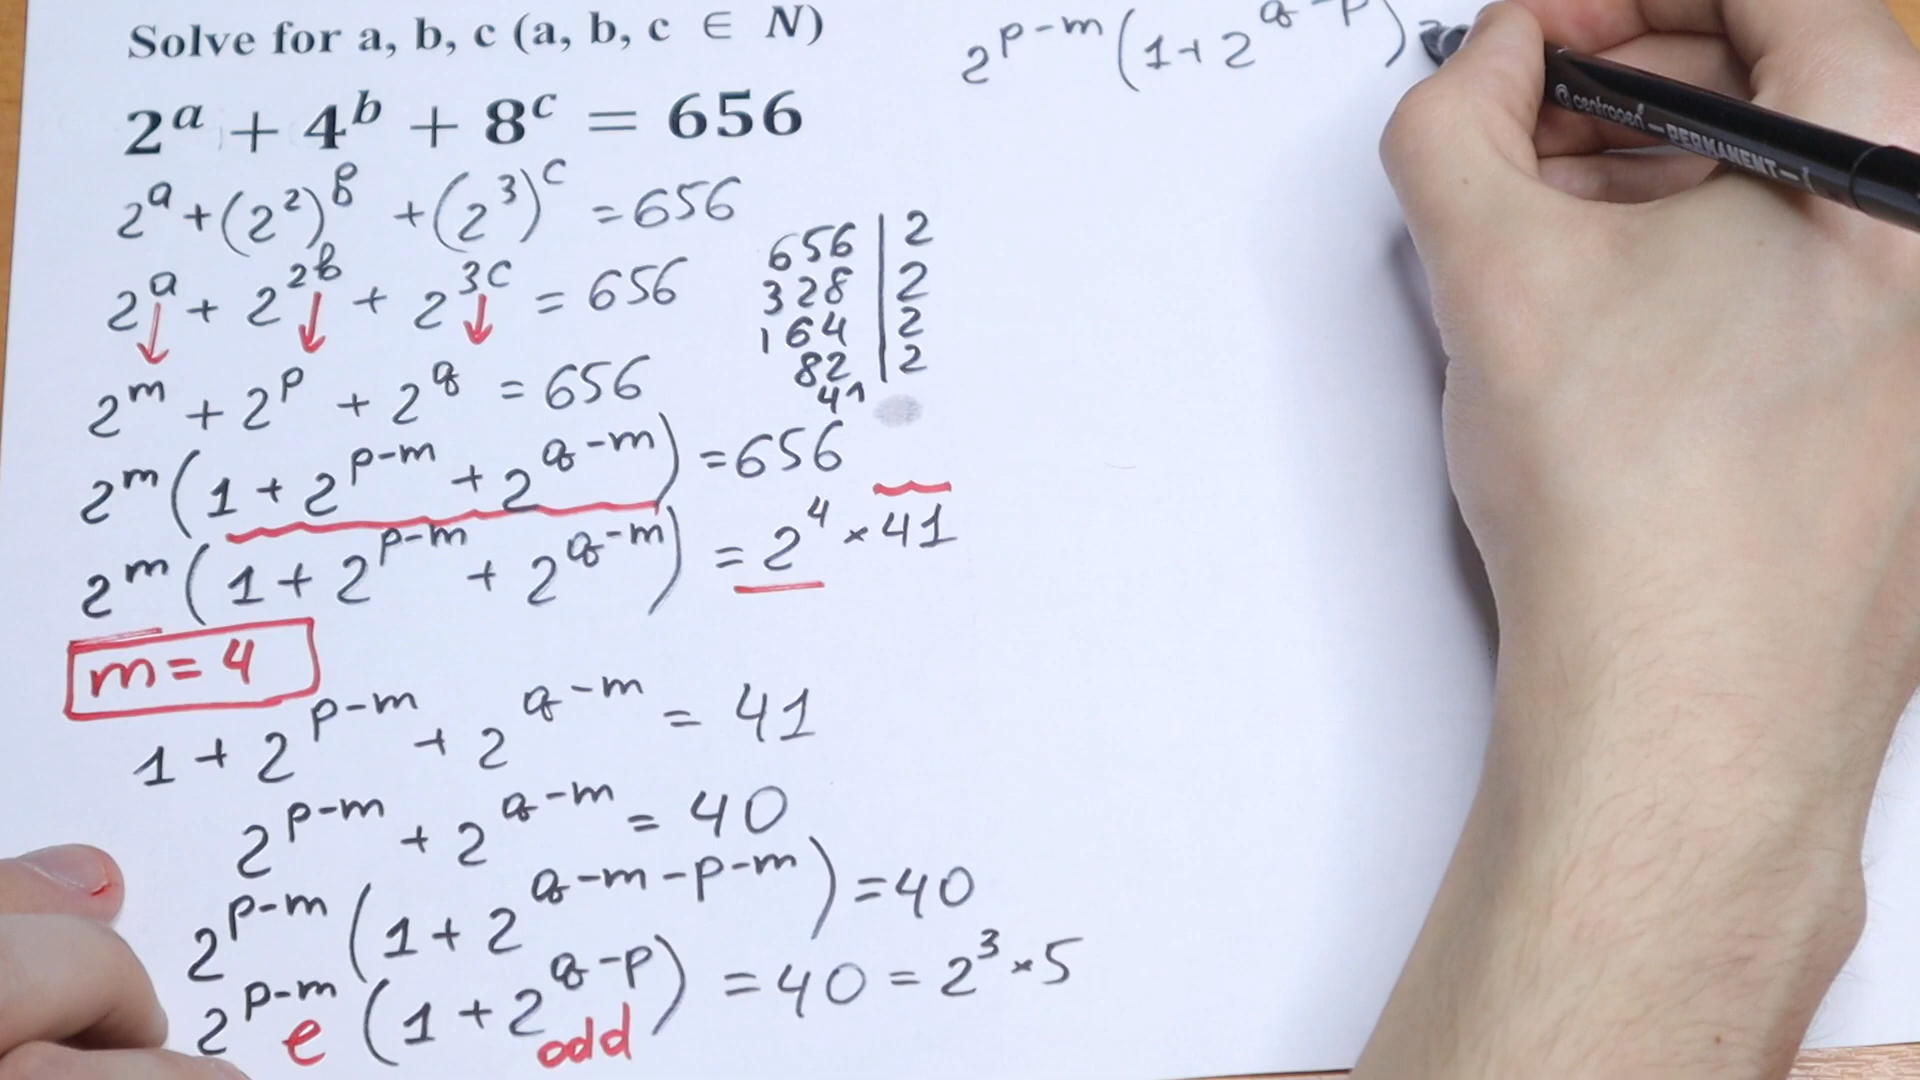 Solve for a, b, c (a, b, c ∈ N)
2^a + 4^b + 8^c = 656
2^a + (2^2)^b + (2^3)^c = 656
2^a + 2^{2b} + 2^{3c} = 656
2^m + 2^p + 2^q = 656
2^m (1 + 2^{p-m} + 2^{q-m}) = 656
2^m (1 + 2^{p-m} + 2^{q-m}) = 2^4 × 41
m = 4
1 + 2^{p-m} + 2^{q-m} = 41
2^{p-m} + 2^{q-m} = 40
2^{p-m} (1 + 2^{q-m-p-m}) = 40
2^{p-m} (1 + 2^{q-p}) = 40 = 2^3 × 5
e odd
656 | 2
328 | 2
164 | 2
82 | 2
41
2^{p-m} (1 + 2^{q-p}) =
centropen PERMANENT